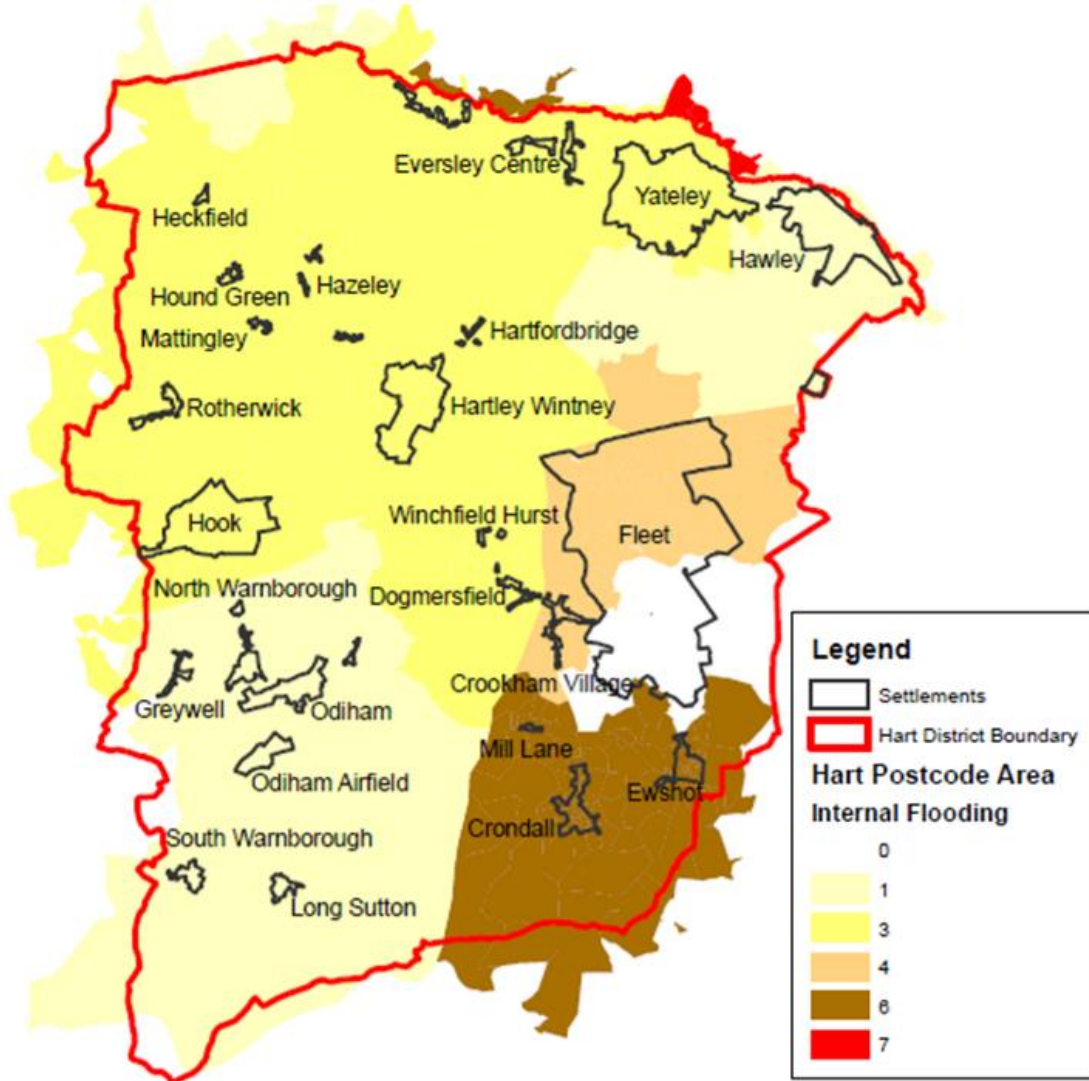 Eversley Centre
Yateley
Heckfield
Hawley
Hound Green
Hazeley
Mattingley
Hartfordbridge
Rotherwick
Hartley Wintney
Hook
Winchfield Hurst
Fleet
North Warnborough
Dogmersfield
Crookham Village
Greywell
Odiham
Mill Lane
Odiham Airfield
Ewshot
Crondall
South Warnborough
Long Sutton
Legend
Settlements
Hart District Boundary
Hart Postcode Area
Internal Flooding
0
1
3
4
6
7